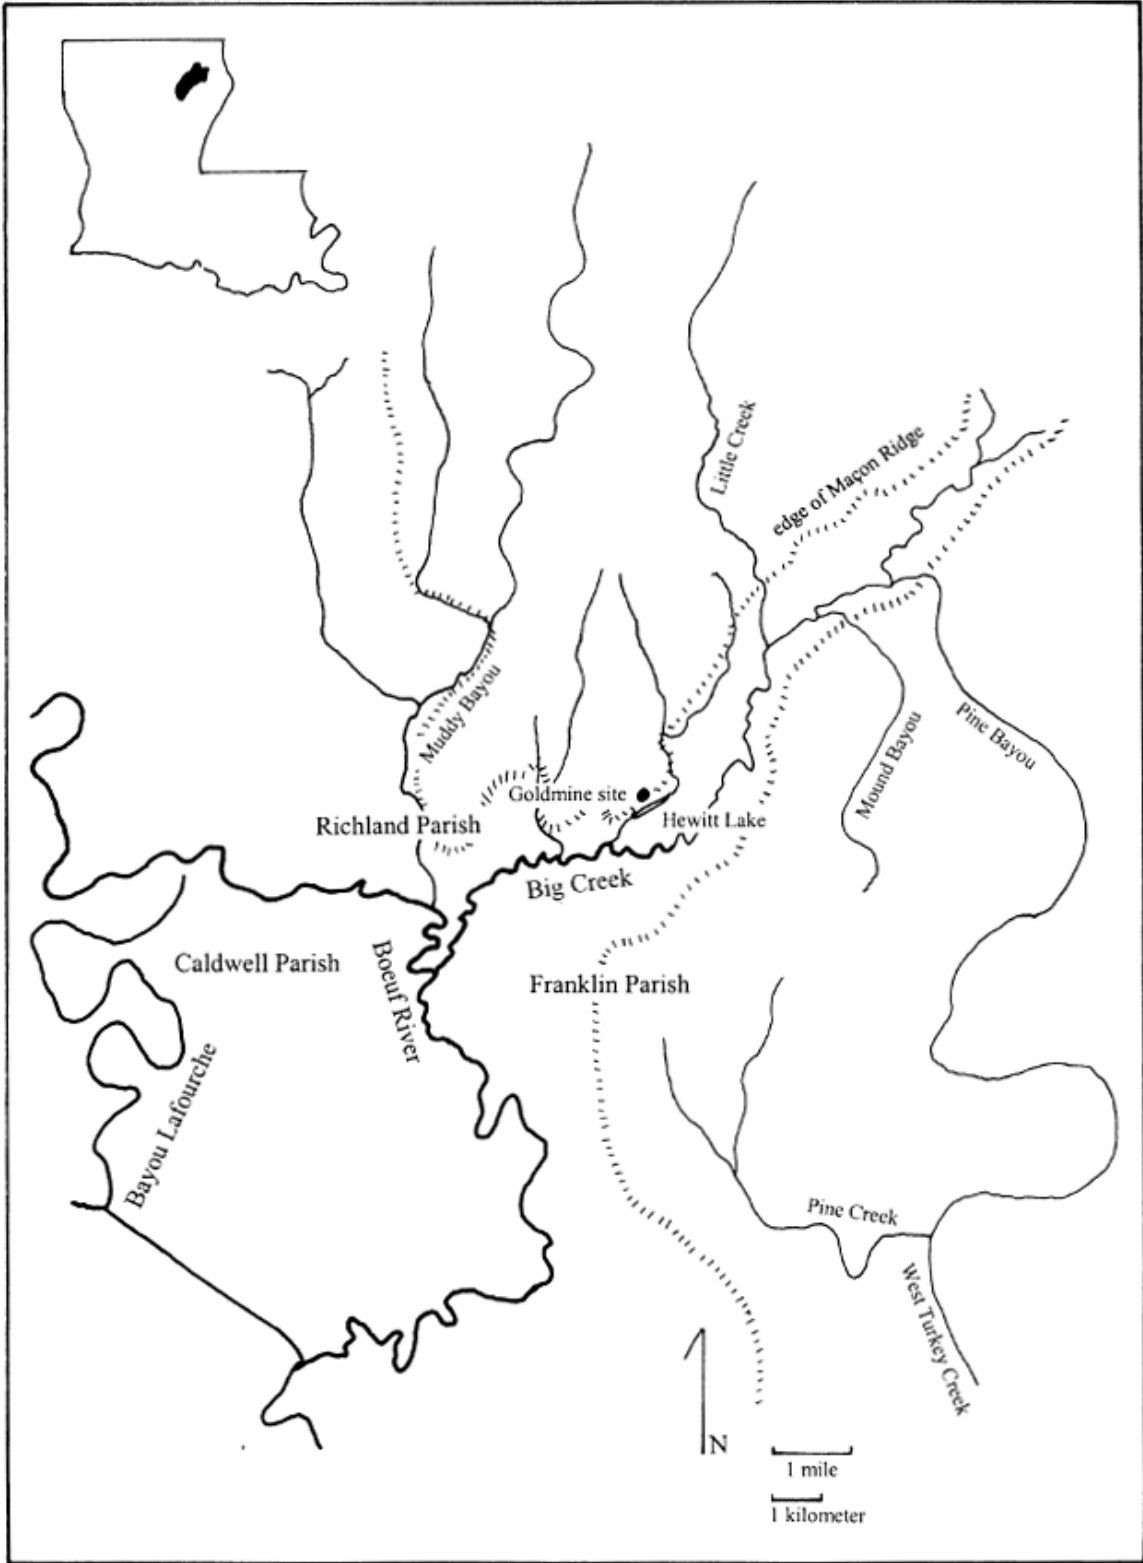 Little Creek
edge of Maçon Ridge
Muddy Bayou
Pine Bayou
Mound Bayou
Goldmine site
Hewitt Lake
Richland Parish
Big Creek
Caldwell Parish
Boeuf River
Franklin Parish
Bayou Lafourche
Pine Creek
West Turkey Creek
N
1 mile
1 kilometer